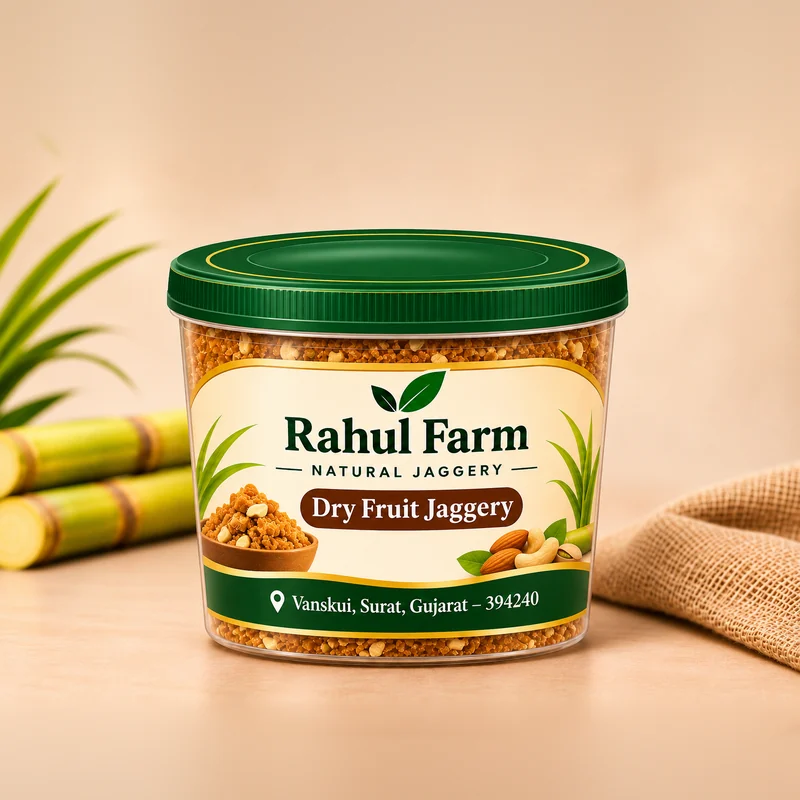 Rahul Farm
NATURAL JAGGERY
Dry Fruit Jaggery
Vanskui, Surat, Gujarat – 394240